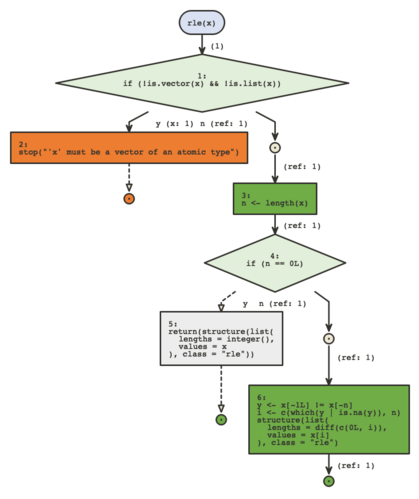 rle(x)
(1)
1:
if (!is.vector(x) && !is.list(x))
y (x: 1) n (ref: 1)
2:
stop("'x' must be a vector of an atomic type")
(ref: 1)
3:
n <- length(x)
(ref: 1)
4:
if (n == 0L)
y n (ref: 1)
5:
return(structure(list(
lengths = integer(),
values = x
), class = "rle"))
(ref: 1)
6:
y <- x[-1L] != x[-n]
i <- c(which(y | is.na(y)), n)
structure(list(
lengths = diff(c(0L, i)),
values = x[i]
), class = "rle")
(ref: 1)